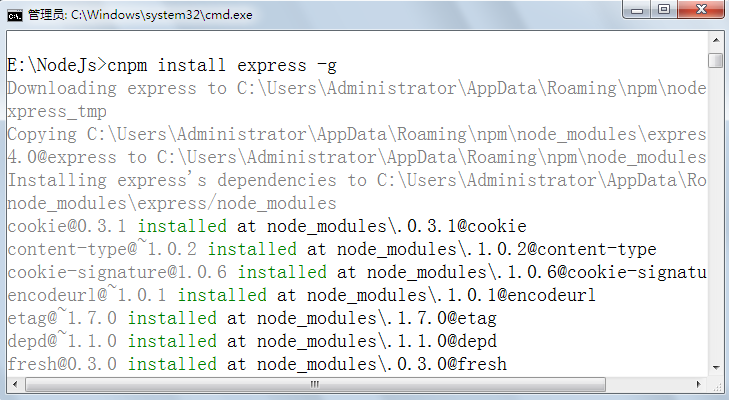 管理员: C:\Windows\system32\cmd.exe
E:\NodeJs>cnpm install express -g
Downloading express to C:\Users\Administrator\AppData\Roaming\npm\node
xpress_tmp
Copying C:\Users\Administrator\AppData\Roaming\npm\node_modules\expres
4.0@express to C:\Users\Administrator\AppData\Roaming\npm\node_modules
Installing express's dependencies to C:\Users\Administrator\AppData\Ro
node_modules\express/node_modules
cookie@0.3.1 installed at node_modules\.0.3.1@cookie
content-type@~1.0.2 installed at node_modules\.1.0.2@content-type
cookie-signature@1.0.6 installed at node_modules\.1.0.6@cookie-signatu
encodeurl@~1.0.1 installed at node_modules\.1.0.1@encodeurl
etag@~1.7.0 installed at node_modules\.1.7.0@etag
depd@~1.1.0 installed at node_modules\.1.1.0@depd
fresh@0.3.0 installed at node_modules\.0.3.0@fresh